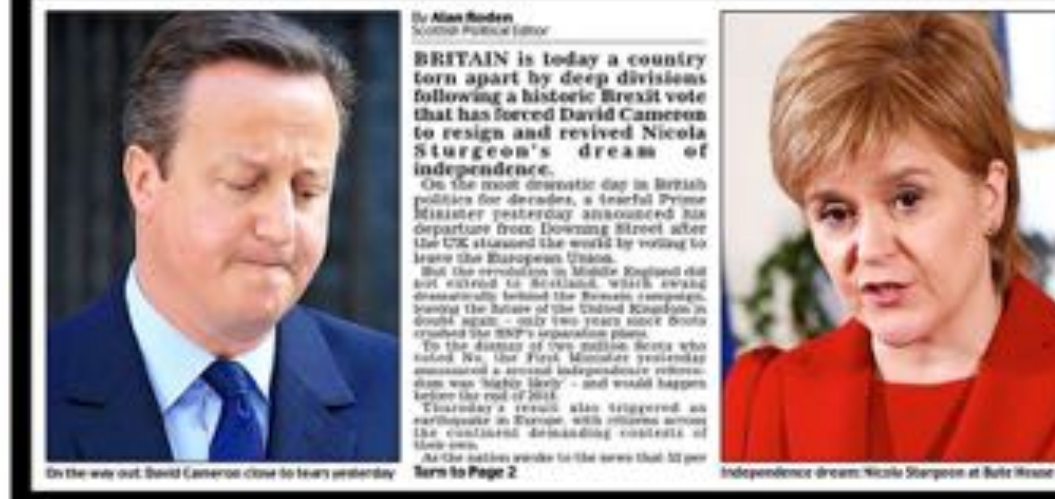 By Alan Roden
Scottish Political Editor
BRITAIN is today a country
torn apart by deep divisions
following a historic Brexit vote
that has forced David Cameron
to resign and revived Nicola
Sturgeon's dream of
independence.
On the most dramatic day in British
politics for decades, a tearful Prime
Minister yesterday announced his
departure from Downing Street after
the UK stunned the world by voting to
leave the European Union.
But the revolution in Middle England did
not extend to Scotland, which swung
dramatically behind the Remain campaign,
leaving the future of the United Kingdom in
doubt again – only two years since Scots
crushed the SNP's separation plans.
To the dismay of two million Scots who
voted No, the First Minister yesterday
announced a second independence referen-
dum was 'highly likely' – and would happen
before the end of 2018.
Thursday's result also triggered an
earthquake in Europe, with citizens across
the continent demanding contests of
their own.
As the nation awoke to the news that 52 per
Turn to Page 2
On the way out: David Cameron close to tears yesterday
Independence dream: Nicola Sturgeon at Bute House